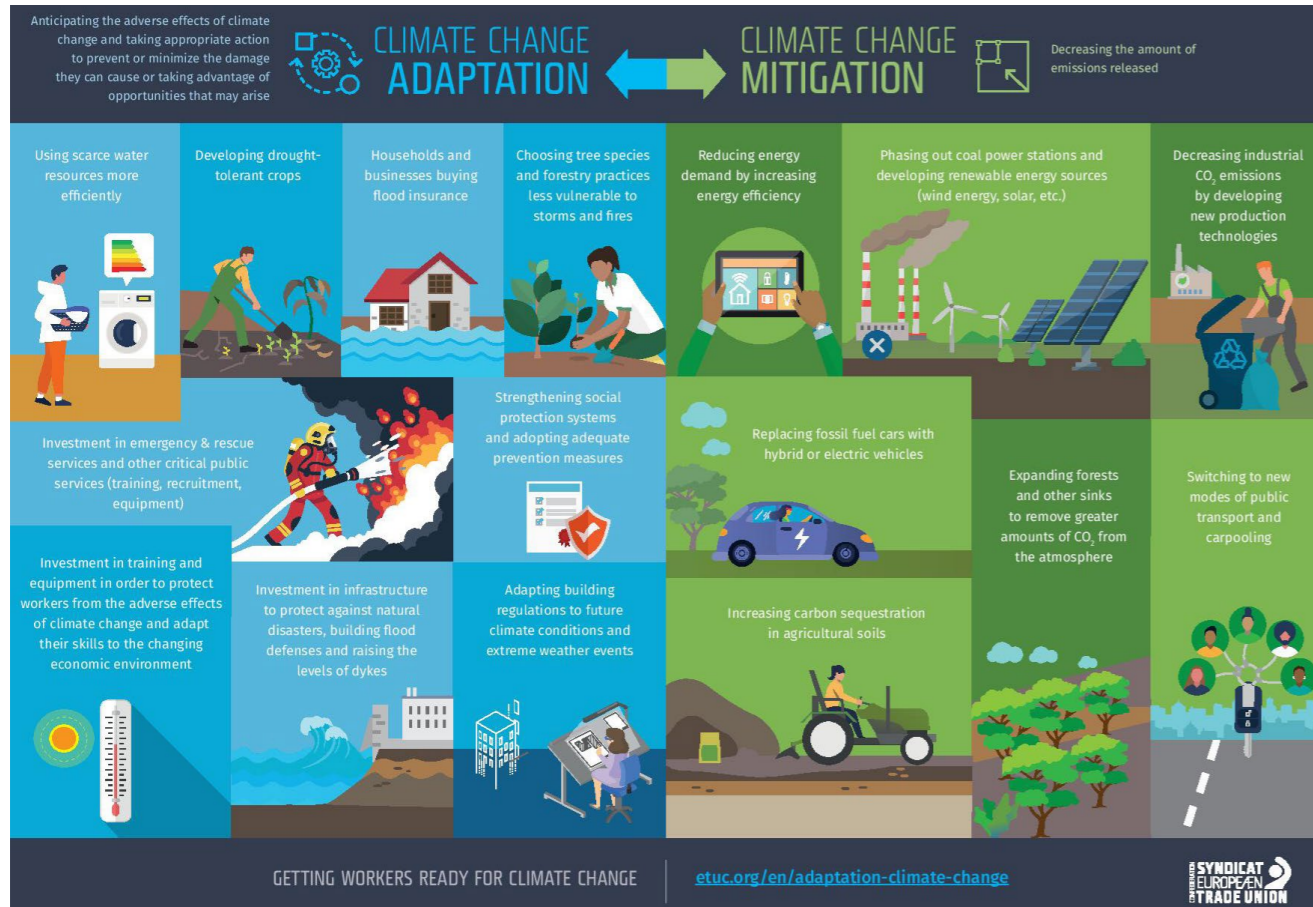 Anticipating the adverse effects of climate
change and taking appropriate action
to prevent or minimize the damage
they can cause or taking advantage of
opportunities that may arise
CLIMATE CHANGE
ADAPTATION
CLIMATE CHANGE
MITIGATION
Decreasing the amount of
emissions released
Using scarce water
resources more
efficiently
Developing drought-
tolerant crops
Households and
businesses buying
flood insurance
Choosing tree species
and forestry practices
less vulnerable to
storms and fires
Reducing energy
demand by increasing
energy efficiency
Phasing out coal power stations and
developing renewable energy sources
(wind energy, solar, etc.)
Decreasing industrial
CO₂ emissions
by developing
new production
technologies
Investment in emergency & rescue
services and other critical public
services (training, recruitment,
equipment)
Strengthening social
protection systems
and adopting adequate
prevention measures
Replacing fossil fuel cars with
hybrid or electric vehicles
Expanding forests
and other sinks
to remove greater
amounts of CO₂ from
the atmosphere
Switching to new
modes of public
transport and
carpooling
Investment in training and
equipment in order to protect
workers from the adverse effects
of climate change and adapt
their skills to the changing
economic environment
Investment in infrastructure
to protect against natural
disasters, building flood
defenses and raising the
levels of dykes
Adapting building
regulations to future
climate conditions and
extreme weather events
Increasing carbon sequestration
in agricultural soils
GETTING WORKERS READY FOR CLIMATE CHANGE
etuc.org/en/adaptation-climate-change
CONFEDERATION
SYNDICAT
EUROPÉEN
TRADE UNION